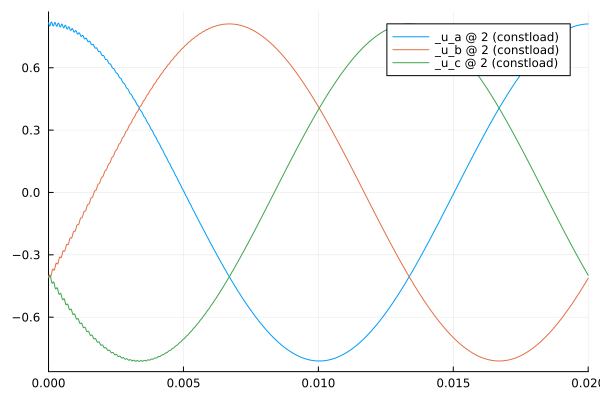 _u_a @ 2 (constload)
_u_b @ 2 (constload)
_u_c @ 2 (constload)
0.6
0.3
0.0
−0.3
−0.6
0.000 0.005 0.010 0.015 0.020